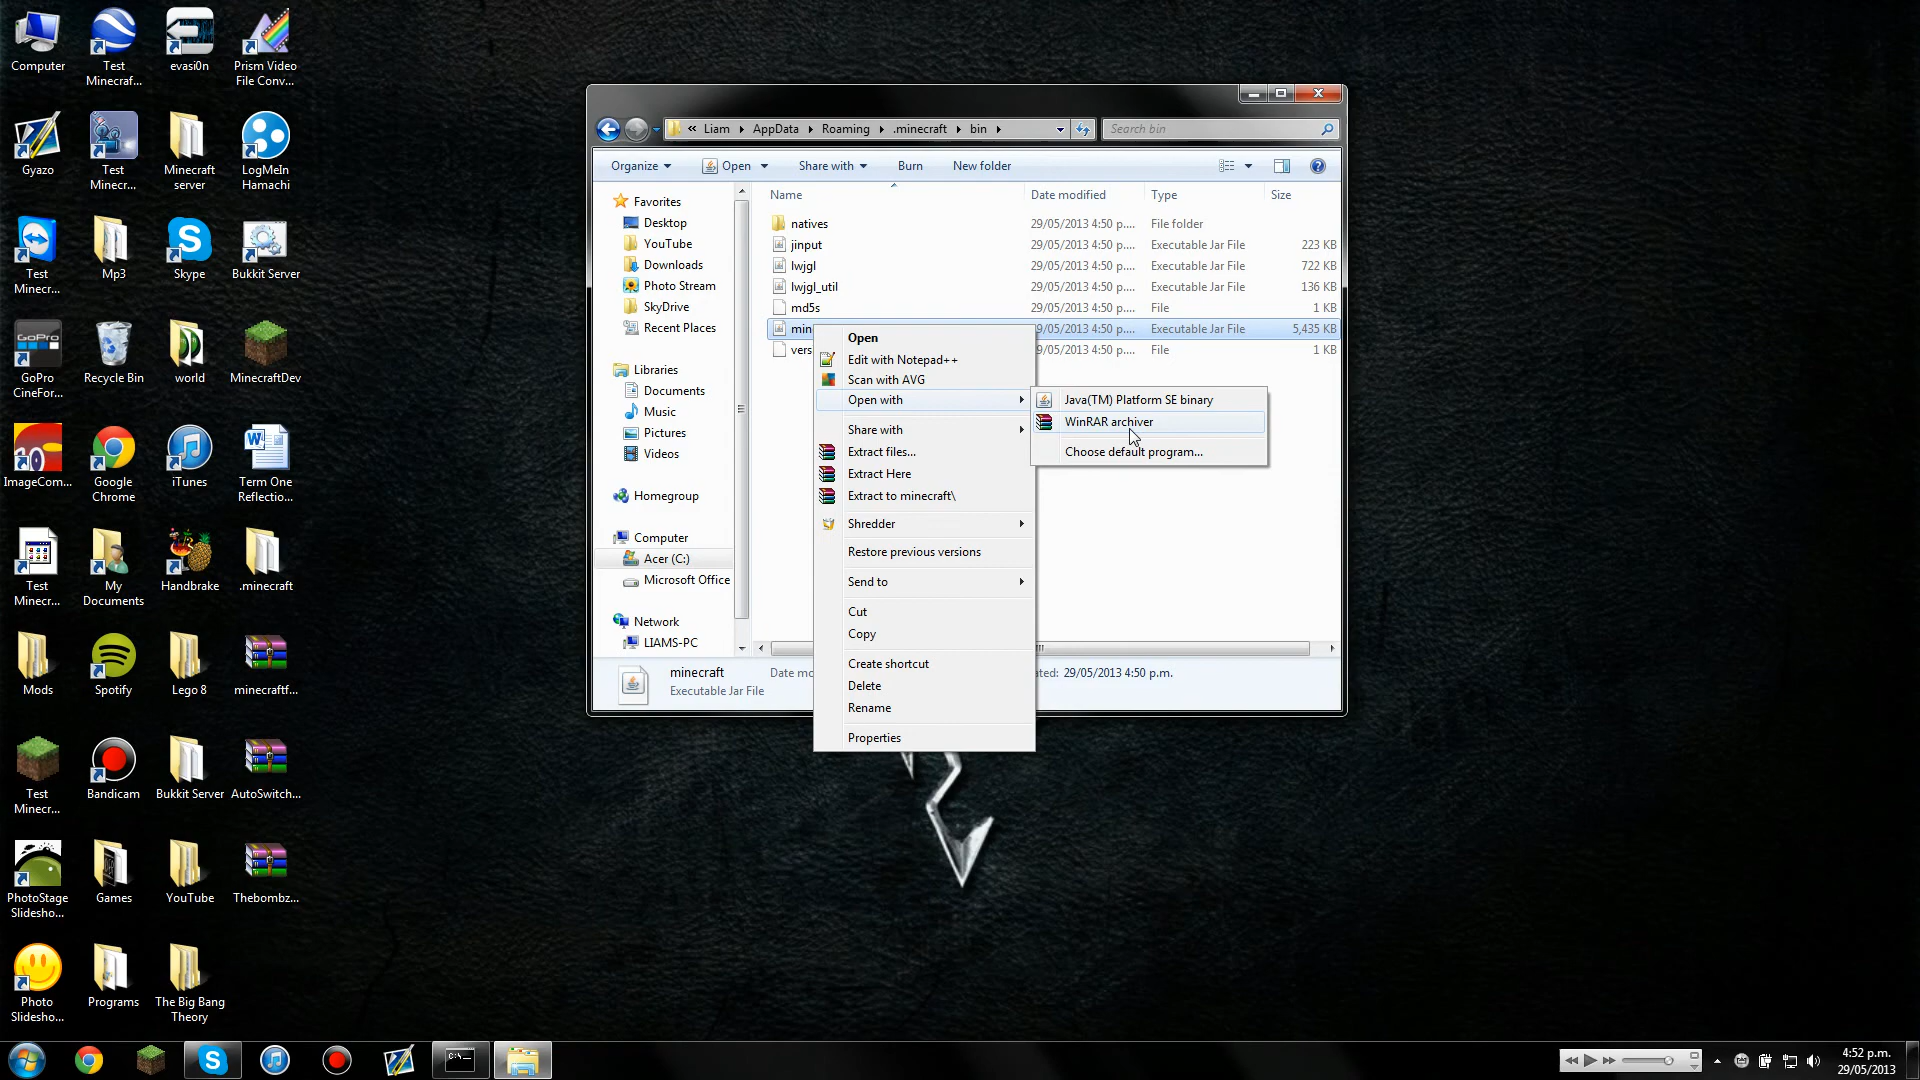 Computer
Test
Minecraf...
evasi0n
Prism Video
File Conv...
Gyazo
Test
Minecr...
Minecraft
server
LogMeIn
Hamachi
Test
Minecr...
Mp3
Skype
Bukkit Server
GoPro
GoPro
CineFor...
Recycle Bin
world
MinecraftDev
ImageCom...
Google
Chrome
iTunes
Term One
Reflectio...
Test
Minecr...
My
Documents
Handbrake
.minecraft
Mods
Spotify
Lego 8
minecraftf...
Test
Minecr...
Bandicam
Bukkit Server
AutoSwitch...
PhotoStage
Slidesho...
Games
YouTube
Thebombz...
Photo
Slidesho...
Programs
The Big Bang
Theory
« Liam ▸ AppData ▸ Roaming ▸ .minecraft ▸ bin ▸
Search bin
Organize
Open
Share with
Burn
New folder
Favorites
Desktop
YouTube
Downloads
Photo Stream
SkyDrive
Recent Places
Libraries
Documents
Music
Pictures
Videos
Homegroup
Computer
Acer (C:)
Microsoft Office
Network
LIAMS-PC
Name Date modified Type Size
natives 29/05/2013 4:50 p.... File folder
jinput 29/05/2013 4:50 p.... Executable Jar File 223 KB
lwjgl 29/05/2013 4:50 p.... Executable Jar File 722 KB
lwjgl_util 29/05/2013 4:50 p.... Executable Jar File 136 KB
md5s 29/05/2013 4:50 p.... File 1 KB
min 9/05/2013 4:50 p.... Executable Jar File 5,435 KB
vers 9/05/2013 4:50 p.... File 1 KB
Open
Edit with Notepad++
Scan with AVG
Open with
Share with
Extract files...
Extract Here
Extract to minecraft\
Shredder
Restore previous versions
Send to
Cut
Copy
Create shortcut
Delete
Rename
Properties
Java(TM) Platform SE binary
WinRAR archiver
Choose default program...
minecraft Date mo ated: 29/05/2013 4:50 p.m.
Executable Jar File
C:\_
4:52 p.m.
29/05/2013